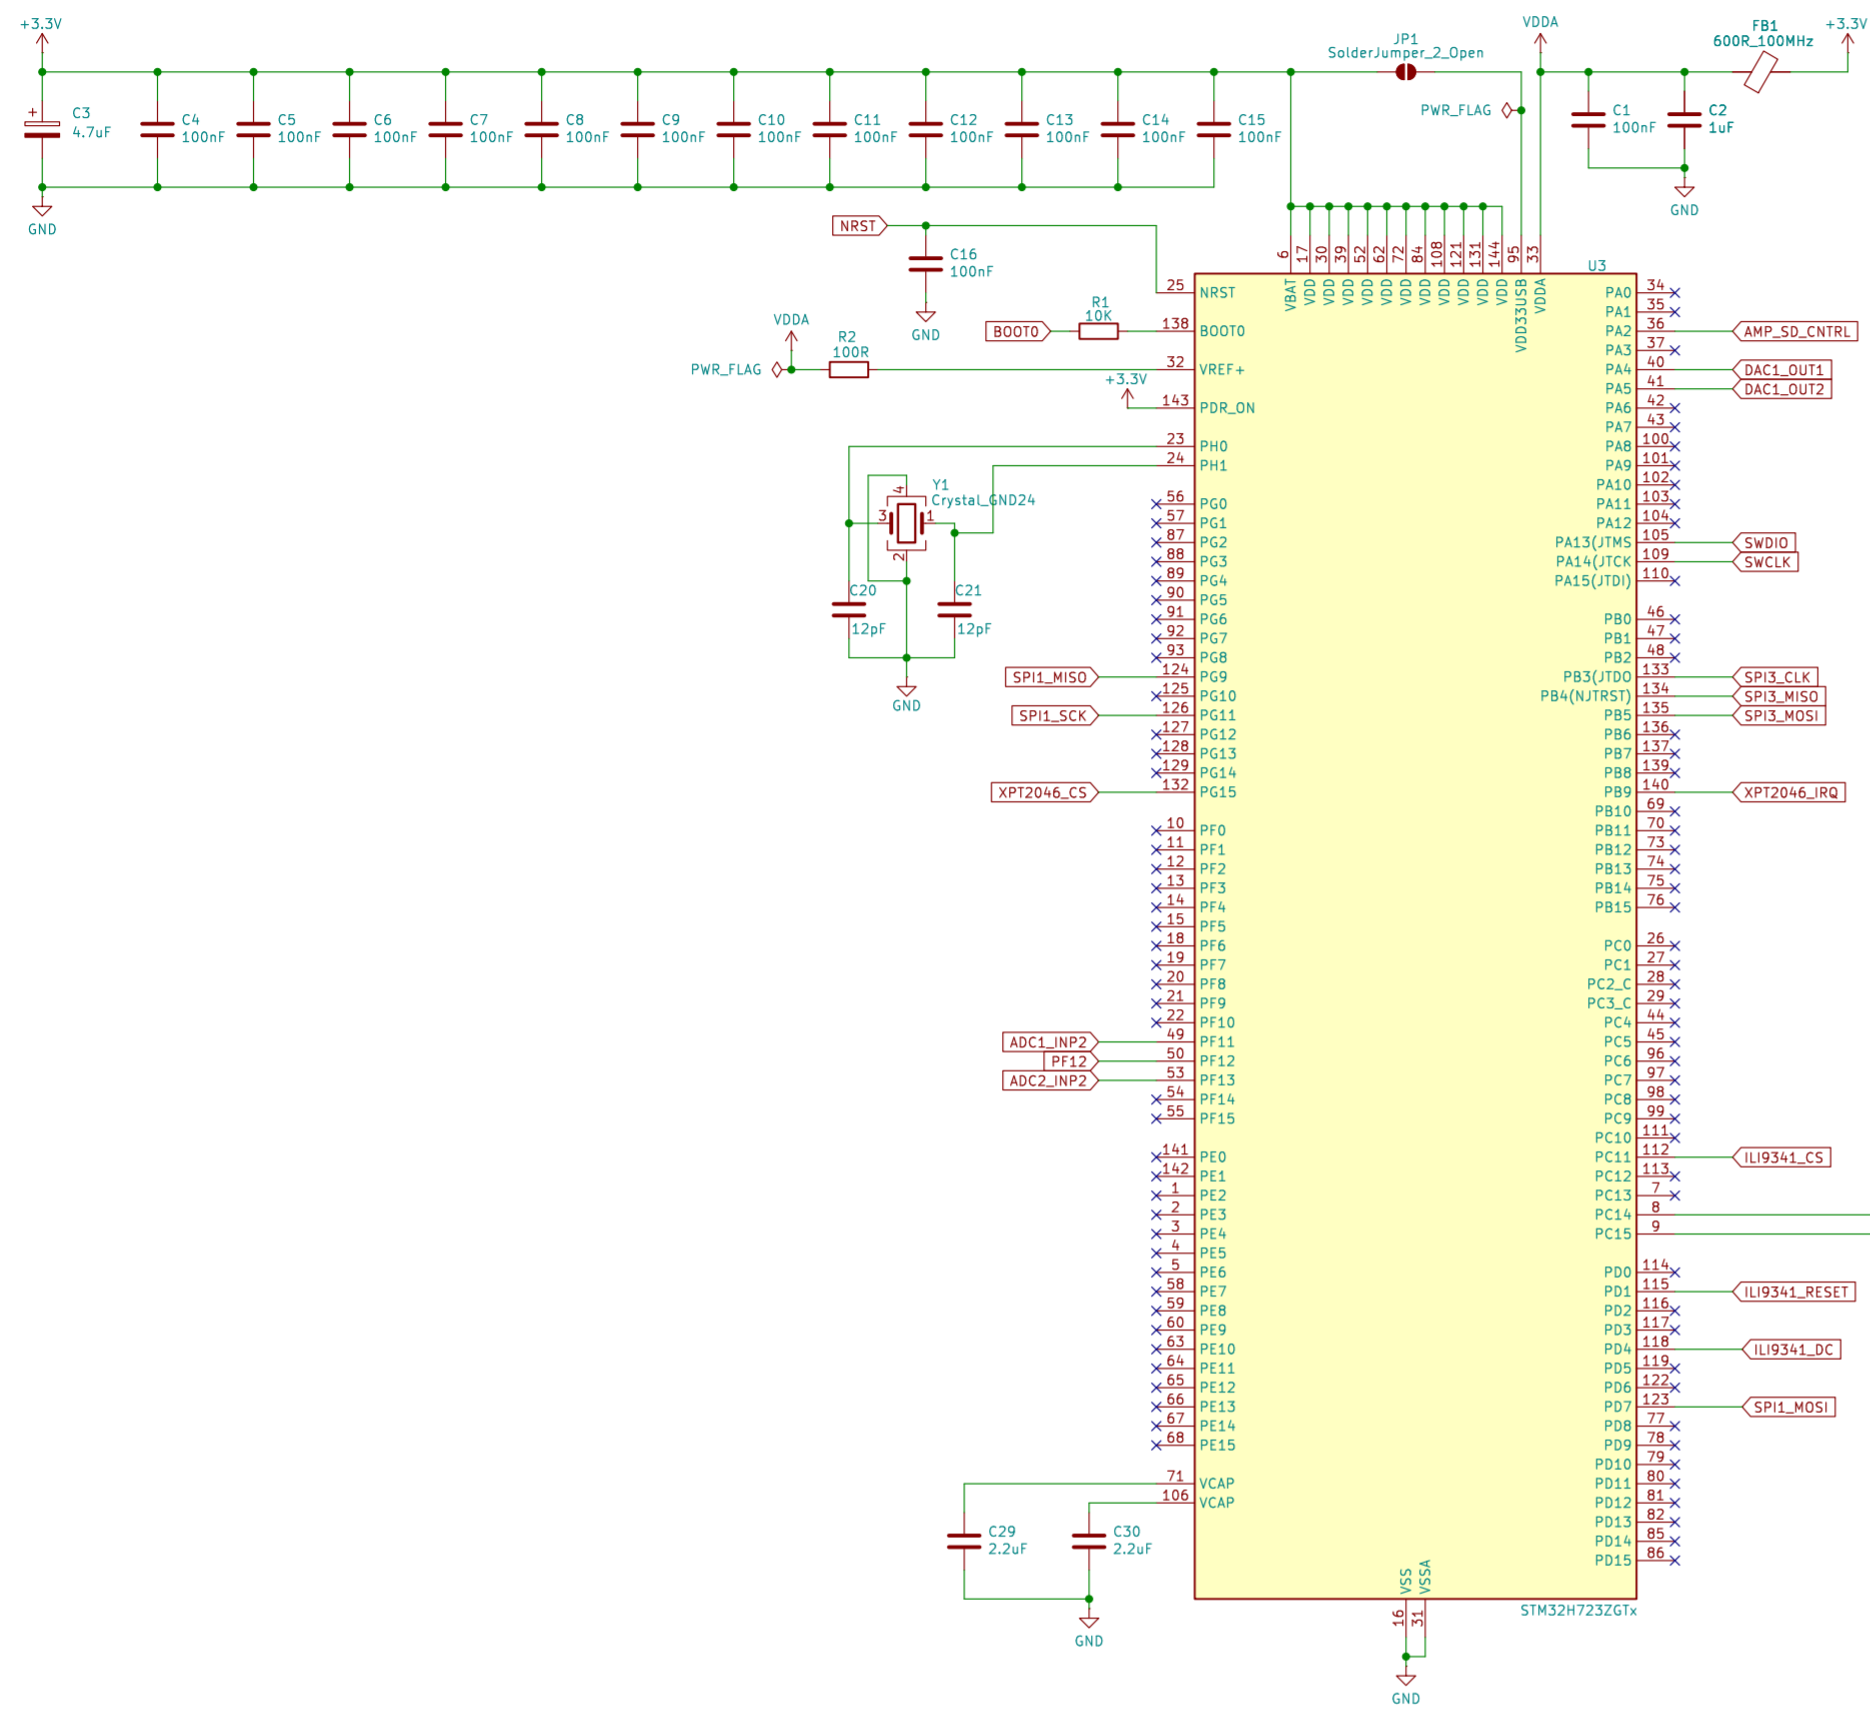 +3.3V
VDDA
FB1
600R_100MHz
+3.3V
JP1
SolderJumper_2_Open
PWR_FLAG
+
C3
4.7uF
C4
100nF
C5
100nF
C6
100nF
C7
100nF
C8
100nF
C9
100nF
C10
100nF
C11
100nF
C12
100nF
C13
100nF
C14
100nF
C15
100nF
C1
100nF
C2
1uF
GND
GND
NRST
C16
100nF
GND
6 17 30 39 52 62 72 84 108 121 131 144 95 33
VBAT VDD VDD VDD VDD VDD VDD VDD VDD VDD VDD VDD VDD33USB VDDA
U3
BOOT0
R1
10K
VDDA
PWR_FLAG
R2
100R
+3.3V
Y1
Crystal_GND24
4
3
1
2
C20
12pF
C21
12pF
GND
25 NRST
138 BOOT0
32 VREF+
143 PDR_ON
23 PH0
24 PH1
56 PG0
57 PG1
87 PG2
88 PG3
89 PG4
90 PG5
91 PG6
92 PG7
93 PG8
SPI1_MISO 124 PG9
125 PG10
SPI1_SCK 126 PG11
127 PG12
128 PG13
129 PG14
XPT2046_CS 132 PG15
10 PF0
11 PF1
12 PF2
13 PF3
14 PF4
15 PF5
18 PF6
19 PF7
20 PF8
21 PF9
22 PF10
ADC1_INP2 49 PF11
PF12 50 PF12
ADC2_INP2 53 PF13
54 PF14
55 PF15
141 PE0
142 PE1
1 PE2
2 PE3
3 PE4
4 PE5
5 PE6
58 PE7
59 PE8
60 PE9
63 PE10
64 PE11
65 PE12
66 PE13
67 PE14
68 PE15
71 VCAP
106 VCAP
C29
2.2uF
C30
2.2uF
GND
PA0 34
PA1 35
PA2 36 AMP_SD_CNTRL
PA3 37
PA4 40 DAC1_OUT1
PA5 41 DAC1_OUT2
PA6 42
PA7 43
PA8 100
PA9 101
PA10 102
PA11 103
PA12 104
PA13(JTMS 105 SWDIO
PA14(JTCK 109 SWCLK
PA15(JTDI) 110
PB0 46
PB1 47
PB2 48
PB3(JTDO 133 SPI3_CLK
PB4(NJTRST) 134 SPI3_MISO
PB5 135 SPI3_MOSI
PB6 136
PB7 137
PB8 139
PB9 140 XPT2046_IRQ
PB10 69
PB11 70
PB12 73
PB13 74
PB14 75
PB15 76
PC0 26
PC1 27
PC2_C 28
PC3_C 29
PC4 44
PC5 45
PC6 96
PC7 97
PC8 98
PC9 99
PC10 111
PC11 112 ILI9341_CS
PC12 113
PC13 7
PC14 8
PC15 9
PD0 114
PD1 115 ILI9341_RESET
PD2 116
PD3 117
PD4 118 ILI9341_DC
PD5 119
PD6 122
PD7 123 SPI1_MOSI
PD8 77
PD9 78
PD10 79
PD11 80
PD12 81
PD13 82
PD14 85
PD15 86
VSS VSSA
16 31
STM32H723ZGTx
GND